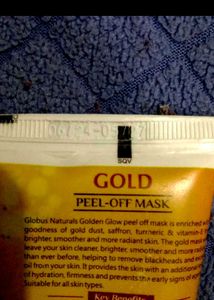 SQV
GOLD
PEEL-OFF MASK
Globus Naturals Golden Glow peel off mask is enriched with
goodness of gold dust, saffron, turmeric & vitamin-E
brighter, smoother and more radiant skin. The gold mask
leave your skin cleaner, brighter, smoother and more
than ever before, helping to remove blackheads and
oil from your skin. It provides the skin with an additional
of hydration, firmness and prevents the early signs of
Suitable for all skin types.
Key Benefits